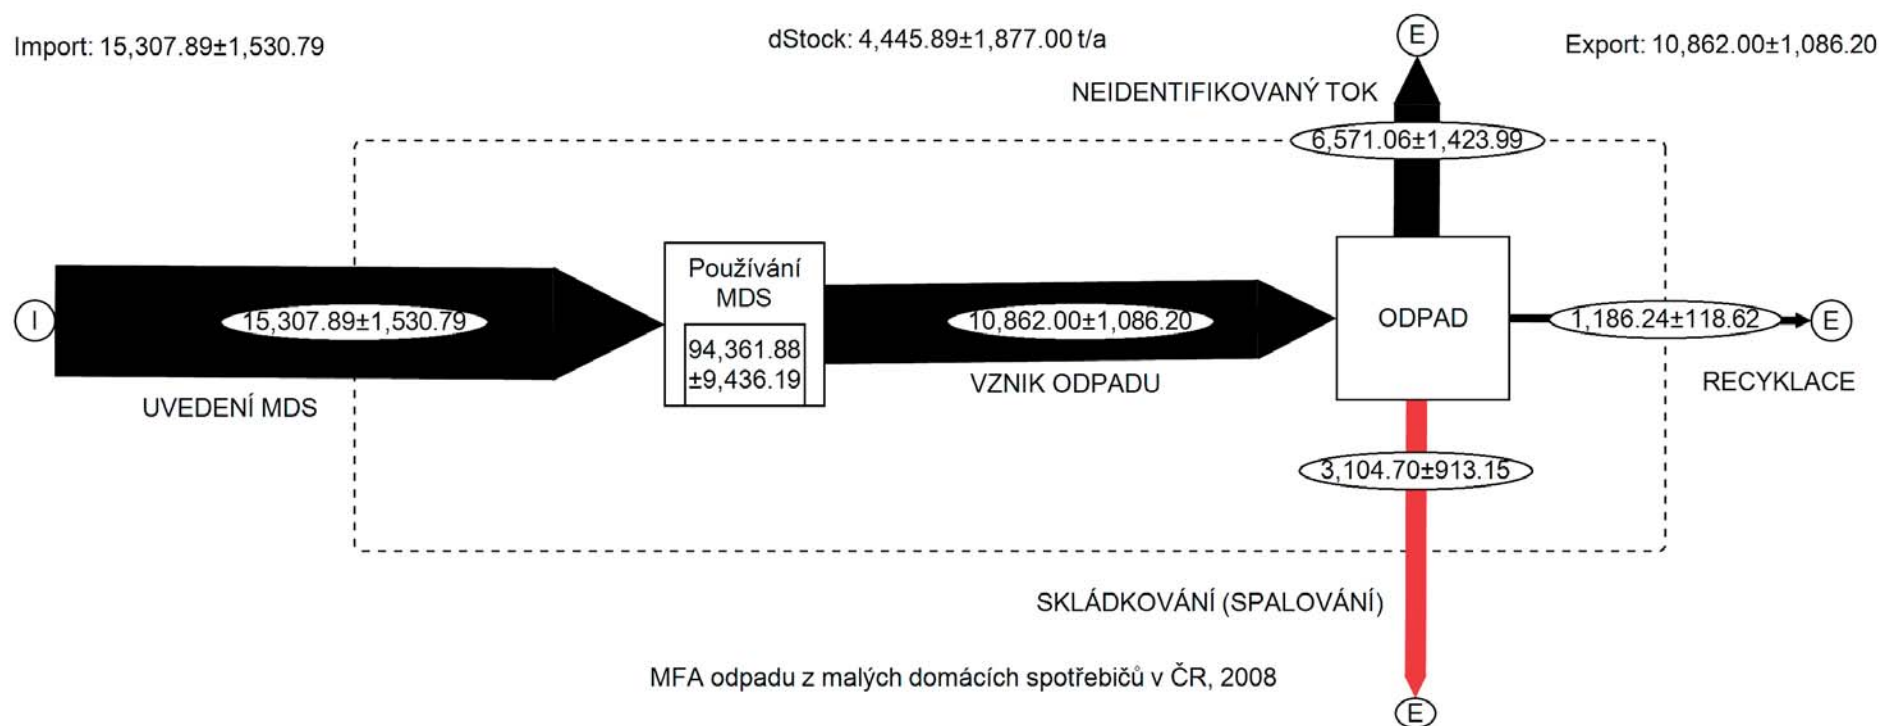 Import: 15,307.89±1,530.79
dStock: 4,445.89±1,877.00 t/a
E
Export: 10,862.00±1,086.20
NEIDENTIFIKOVANÝ TOK
6,571.06±1,423.99
I
15,307.89±1,530.79
UVEDENÍ MDS
Používání
MDS
94,361.88
±9,436.19
10,862.00±1,086.20
VZNIK ODPADU
ODPAD
1,186.24±118.62
E
RECYKLACE
3,104.70±913.15
SKLÁDKOVÁNÍ (SPALOVÁNÍ)
E
MFA odpadu z malých domácích spotřebičů v ČR, 2008